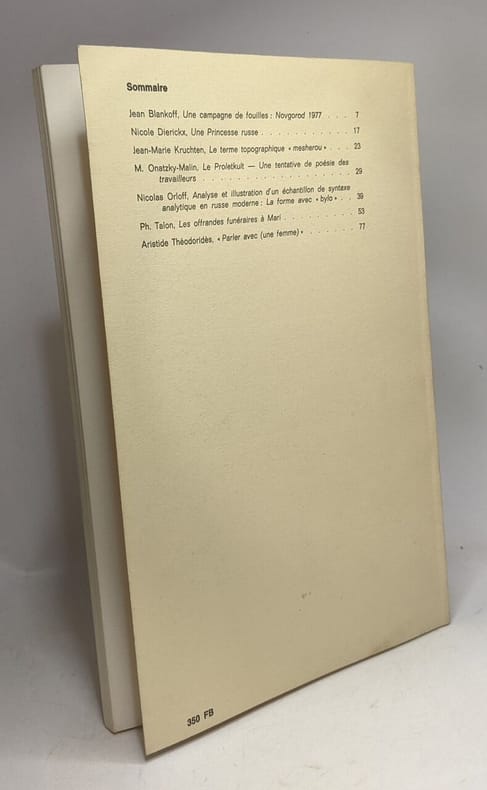 Sommaire
Jean Blankoff, Une campagne de fouilles : Novgorod 1977 . . . 7
Nicole Dierickx, Une Princesse russe . . . . . . . . . . . 17
Jean-Marie Kruchten, Le terme topographique « mesherou » . . . 23
M. Onatzky-Malin, Le Proletkult — Une tentative de poésie des
travailleurs . . . . . . . . . . . . . . . . . . . 29
Nicolas Orloff, Analyse et illustration d'un échantillon de syntaxe
analytique en russe moderne : La forme avec « bylo » . . 39
Ph. Talon, Les offrandes funéraires à Mari . . . . . . . . . 53
Aristide Théodoridès, « Parler avec (une femme) » . . . . . . 77
350 FB